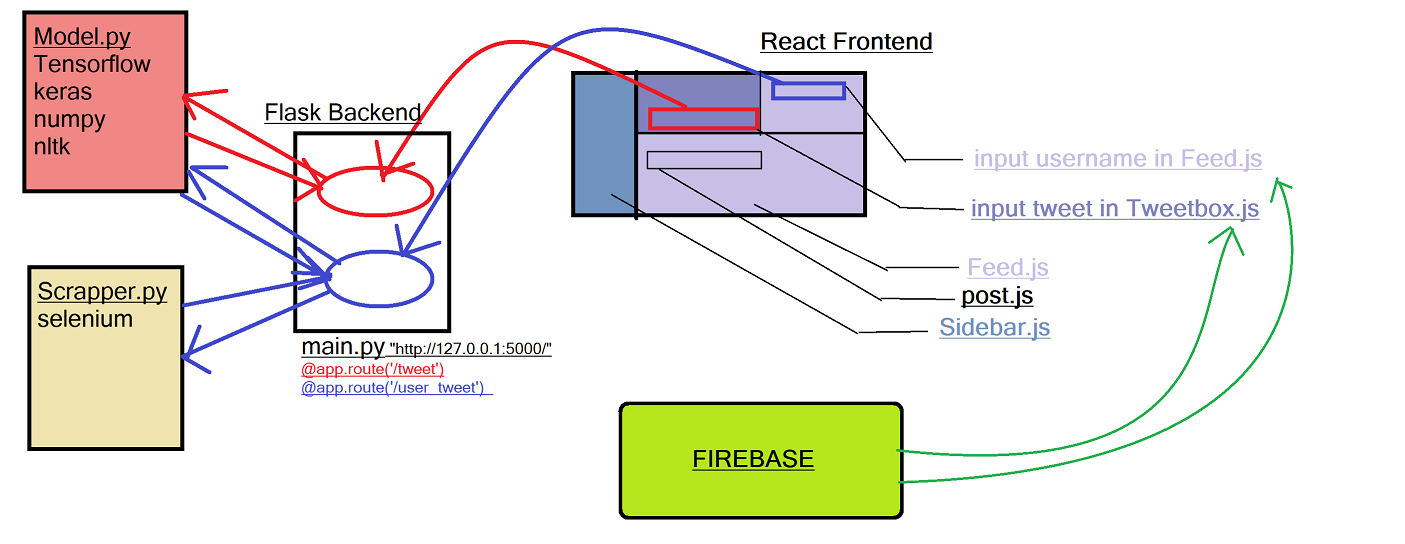 Model.py
Tensorflow
keras
numpy
nltk
Flask Backend
React Frontend
input username in Feed.js
input tweet in Tweetbox.js
Feed.js
post.js
Sidebar.js
Scrapper.py
selenium
main.py "http://127.0.0.1:5000/"
@app.route('/tweet')
@app.route('/user_tweet')
FIREBASE